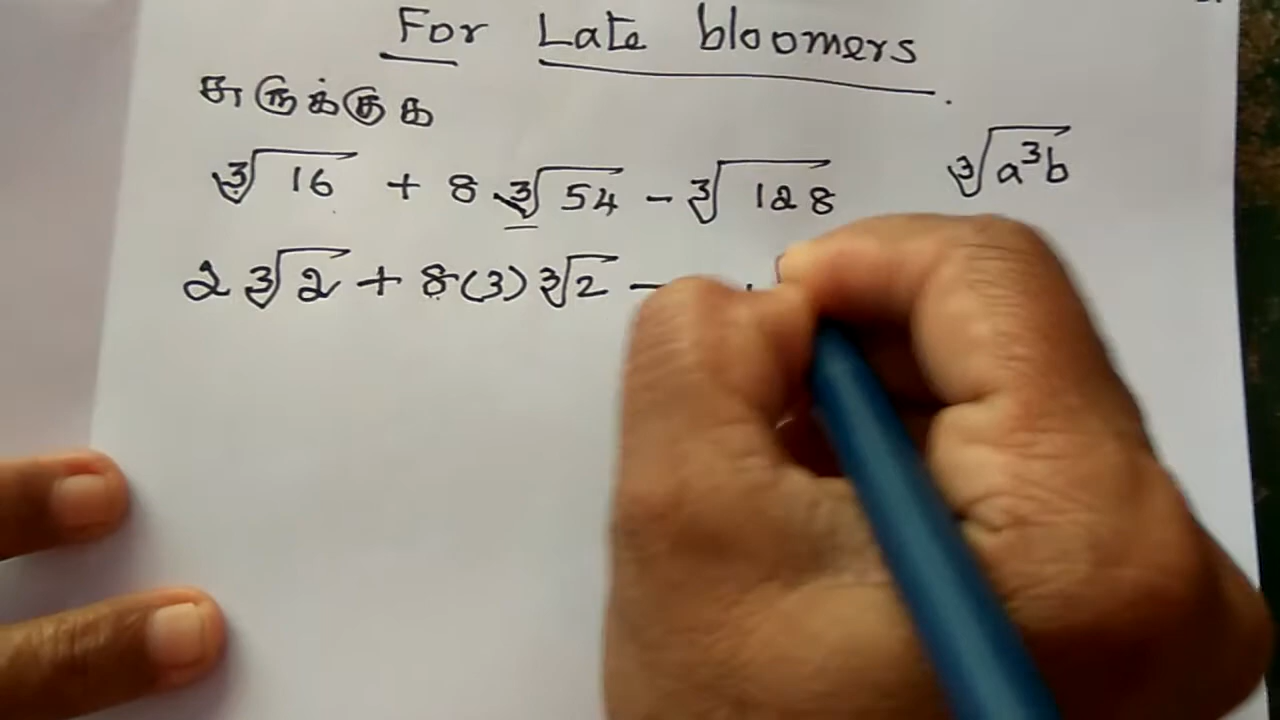 For Late bloomers
சுருக்குக
∛16 + 8 ∛54 - ∛128 ∛a³b
2 ∛2 + 8(3) ∛2 -